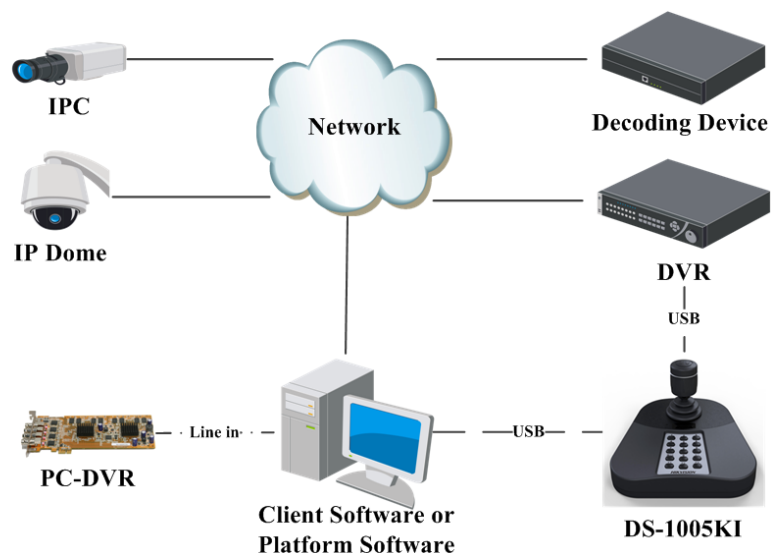 IPC
Network
Decoding Device
IP Dome
DVR
USB
PC-DVR
Line in
Client Software or
Platform Software
USB
DS-1005KI